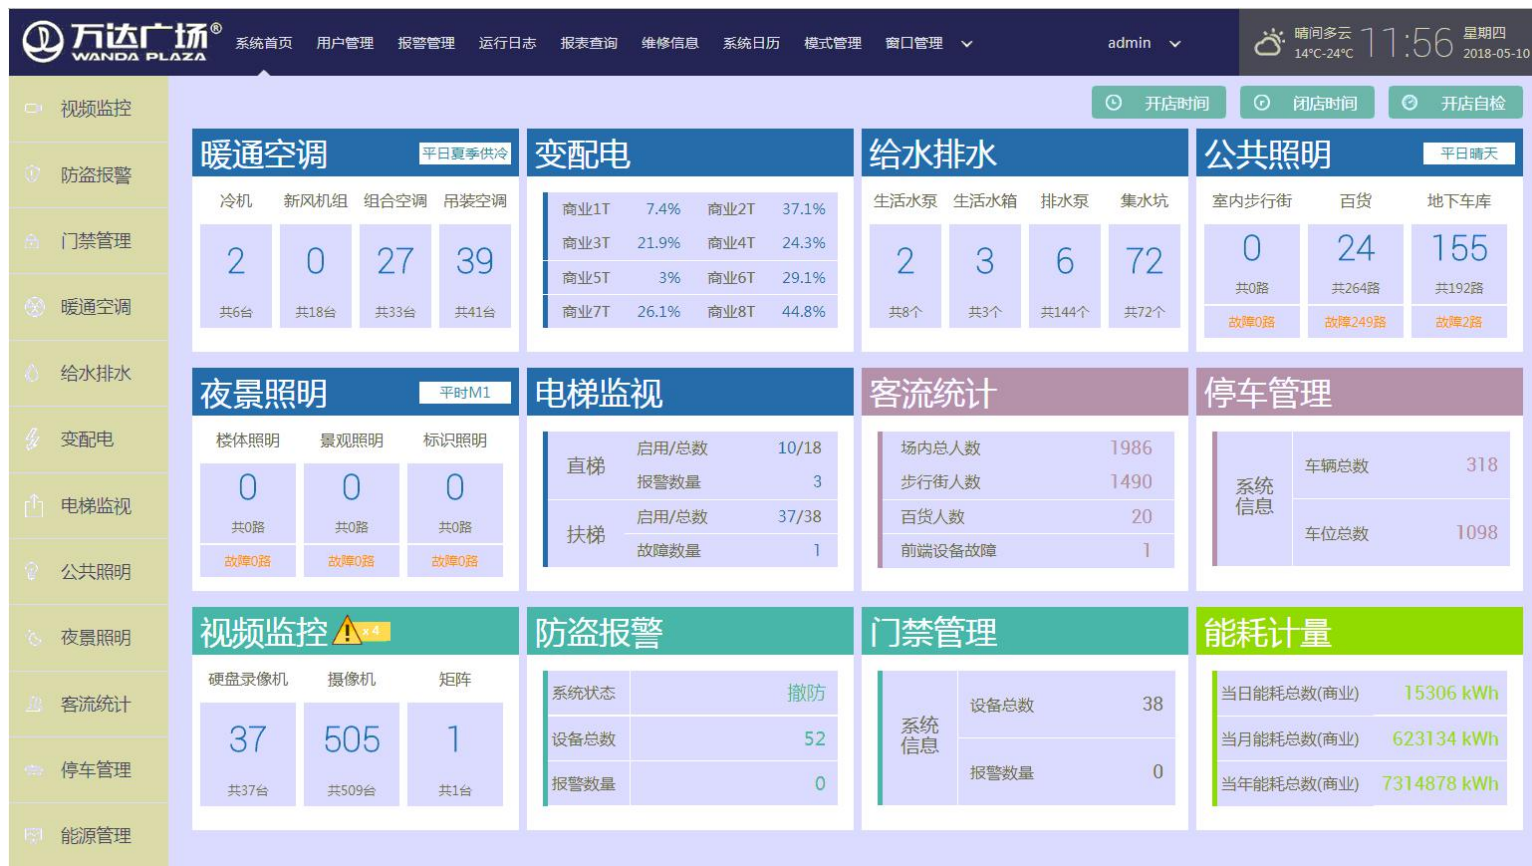 万达广场®
WANDA PLAZA
系统首页 用户管理 报警管理 运行日志 报表查询 维修信息 系统日历 模式管理 窗口管理
admin
晴间多云
14℃-24℃
11:56
星期四
2018-05-10
开店时间 闭店时间 开店自检
视频监控
防盗报警
门禁管理
暖通空调
给水排水
变配电
电梯监视
公共照明
夜景照明
客流统计
停车管理
能源管理
暖通空调 平日夏季供冷
冷机 新风机组 组合空调 吊装空调
2 0 27 39
共6台 共18台 共33台 共41台
变配电
商业1T 7.4% 商业2T 37.1%
商业3T 21.9% 商业4T 24.3%
商业5T 3% 商业6T 29.1%
商业7T 26.1% 商业8T 44.8%
给水排水
生活水泵 生活水箱 排水泵 集水坑
2 3 6 72
共8个 共3个 共144个 共72个
公共照明 平日晴天
室内步行街 百货 地下车库
0 24 155
共0路 共264路 共192路
故障0路 故障249路 故障2路
夜景照明 平时M1
楼体照明 景观照明 标识照明
0 0 0
共0路 共0路 共0路
故障0路 故障0路 故障0路
电梯监视
直梯
启用/总数 10/18
报警数量 3
扶梯
启用/总数 37/38
故障数量 1
客流统计
场内总人数 1986
步行街人数 1490
百货人数 20
前端设备故障 1
停车管理
系统
信息
车辆总数 318
车位总数 1098
视频监控 x4
硬盘录像机 摄像机 矩阵
37 505 1
共37台 共509台 共1台
防盗报警
系统状态 撤防
设备总数 52
报警数量 0
门禁管理
系统
信息
设备总数 38
报警数量 0
能耗计量
当日能耗总数(商业) 15306 kWh
当月能耗总数(商业) 623134 kWh
当年能耗总数(商业) 7314878 kWh